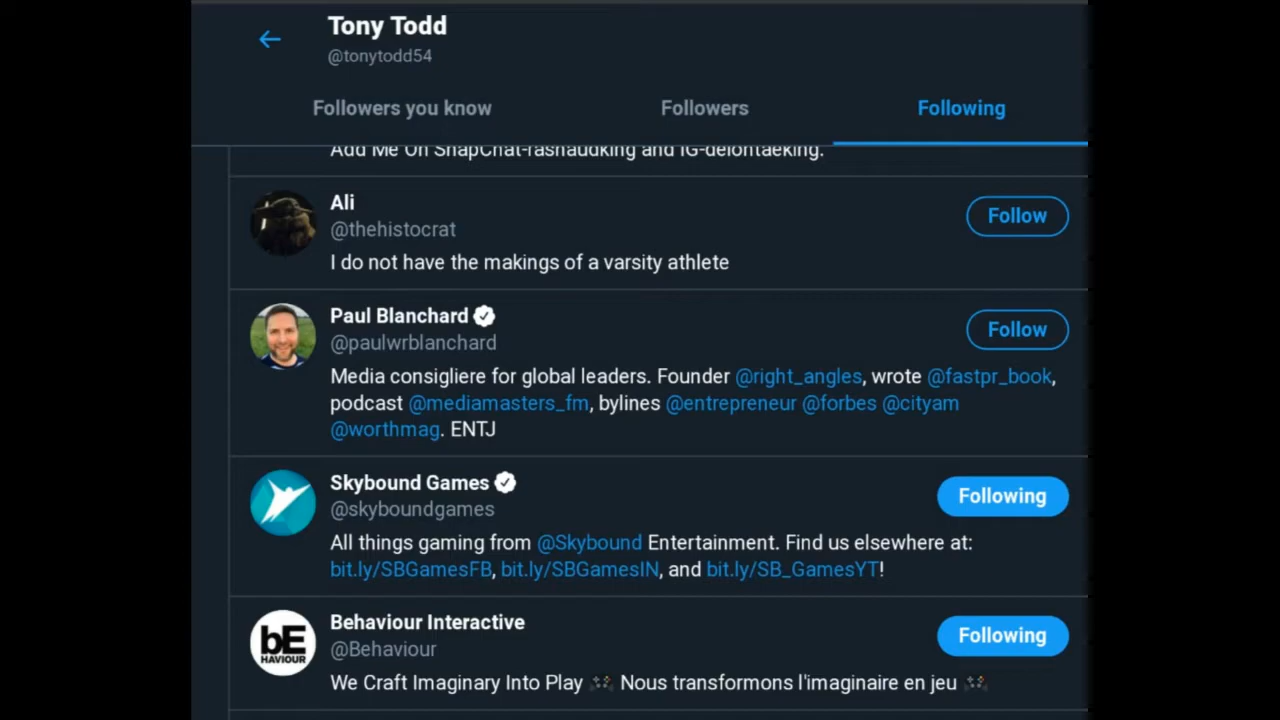 Tony Todd
@tonytodd54
Followers you know
Followers
Following
Add Me On SnapChat-rashaudking and IG-delontaeking.
Ali
@thehistocrat
Follow
I do not have the makings of a varsity athlete
Paul Blanchard
@paulwrblanchard
Follow
Media consigliere for global leaders. Founder @right_angles, wrote @fastpr_book,
podcast @mediamasters_fm, bylines @entrepreneur @forbes @cityam
@worthmag. ENTJ
Skybound Games
@skyboundgames
Following
All things gaming from @Skybound Entertainment. Find us elsewhere at:
bit.ly/SBGamesFB, bit.ly/SBGamesIN, and bit.ly/SB_GamesYT!
bE
HAVIOUR
Behaviour Interactive
@Behaviour
Following
We Craft Imaginary Into Play 🎮 Nous transformons l'imaginaire en jeu 🎮